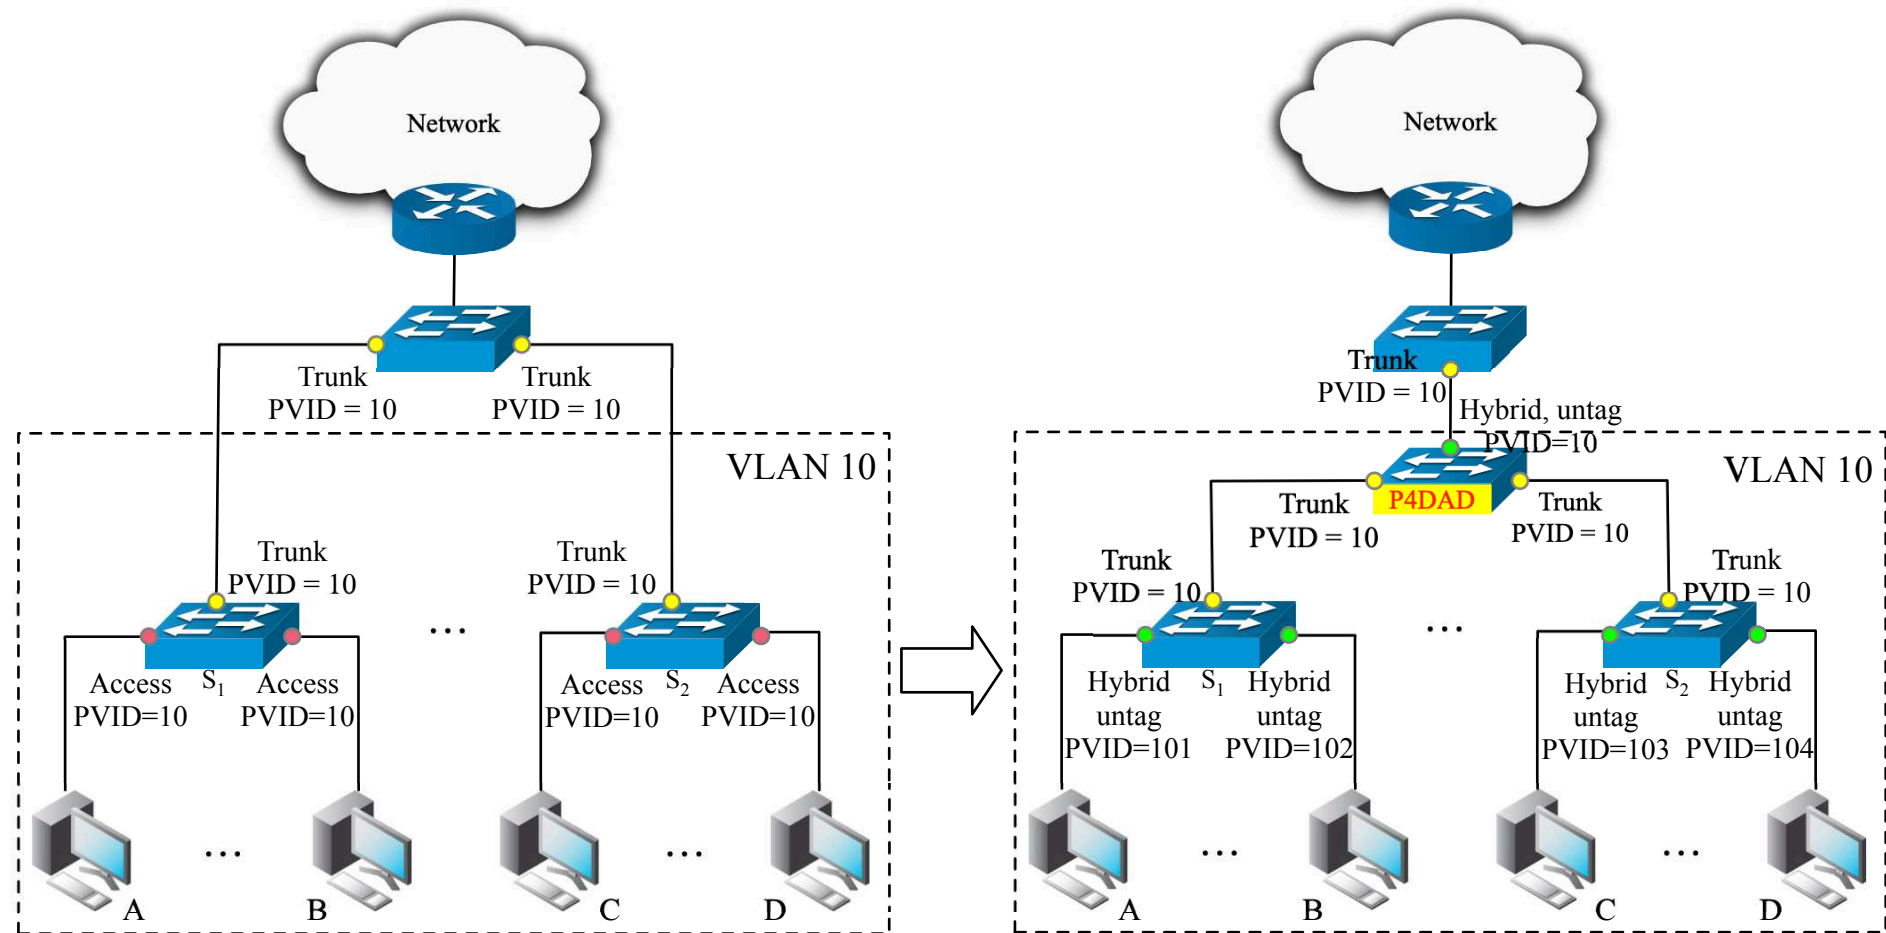 Network
Trunk
PVID = 10
Trunk
PVID = 10
VLAN 10
Trunk
PVID = 10
Trunk
PVID = 10
...
Access
PVID=10
S1
Access
PVID=10
Access
PVID=10
S2
Access
PVID=10
...
...
A
B
C
D
Network
Trunk
PVID = 10
Hybrid, untag
PVID=10
VLAN 10
P4DAD
Trunk
PVID = 10
Trunk
PVID = 10
Trunk
PVID = 10
Trunk
PVID = 10
...
Hybrid
untag
PVID=101
S1
Hybrid
untag
PVID=102
Hybrid
untag
PVID=103
S2
Hybrid
untag
PVID=104
...
...
A
B
C
D